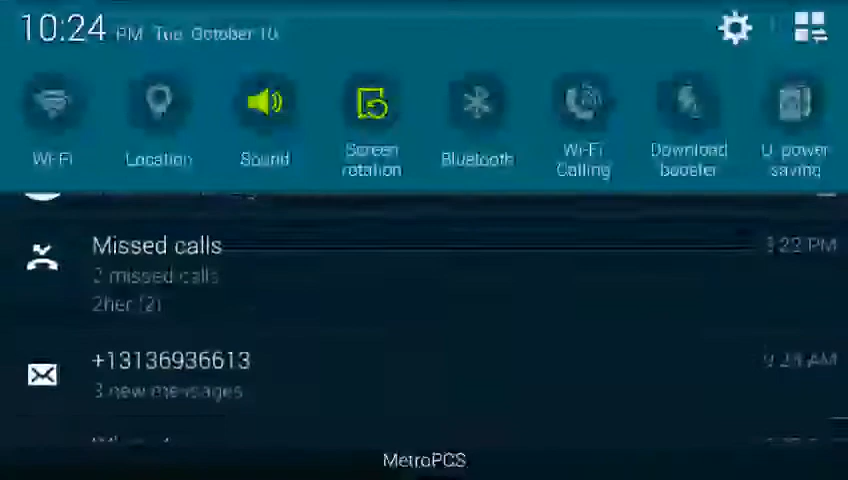 10:24 PM Tue, October 10
Wi-Fi Location Sound Screen rotation Bluetooth Wi-Fi Calling Download booster U. power saving
Missed calls
2 missed calls
2her (2)
+13136936613
3 new messages
MetroPCS